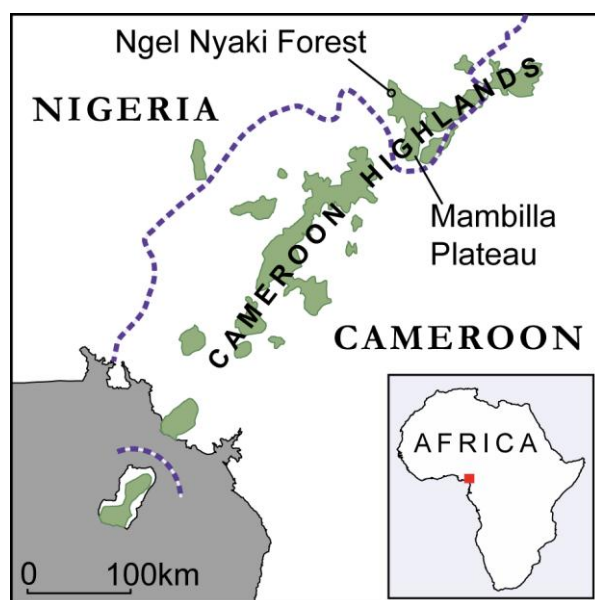 Ngel Nyaki Forest
NIGERIA
CAMEROON HIGHLANDS
Mambilla
Plateau
CAMEROON
AFRICA
0 100km